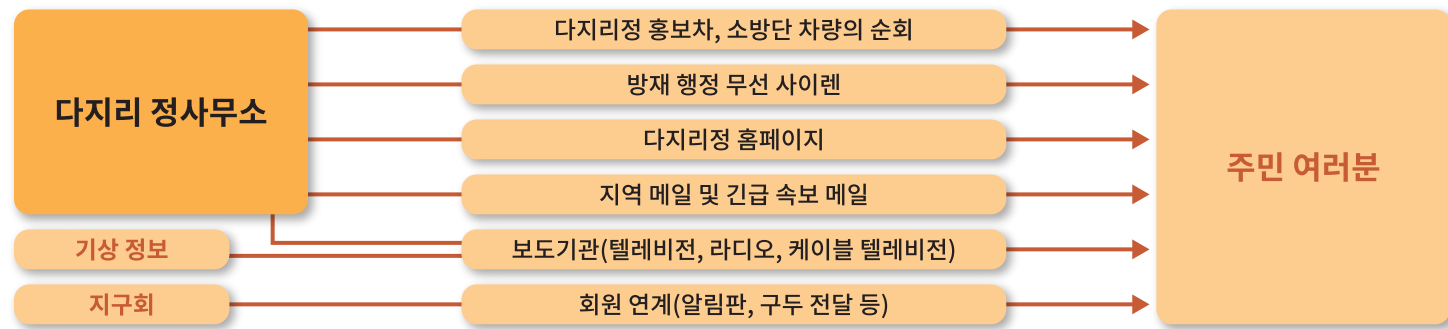 다지리 정사무소
기상 정보
지구회
다지리정 홍보차, 소방단 차량의 순회
방재 행정 무선 사이렌
다지리정 홈페이지
지역 메일 및 긴급 속보 메일
보도기관(텔레비전, 라디오, 케이블 텔레비전)
회원 연계(알림판, 구두 전달 등)
주민 여러분